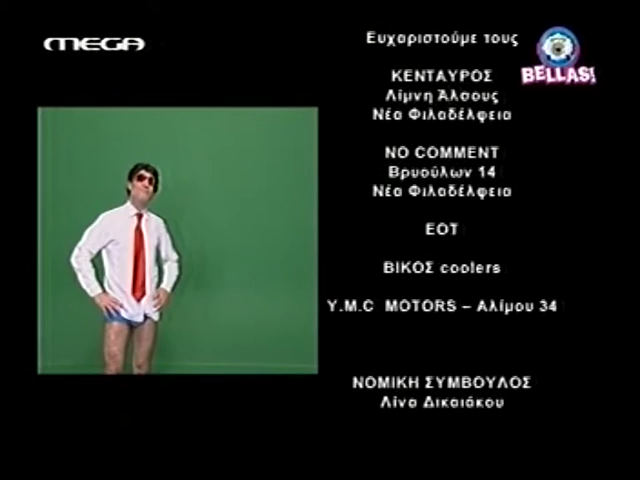 MEGA
BELLAS!
Ευχαριστούμε τους
ΚΕΝΤΑΥΡΟΣ
Λίμνη Άλσους
Νέα Φιλαδέλφεια
NO COMMENT
Βρυούλων 14
Νέα Φιλαδέλφεια
ΕΟΤ
ΒΙΚΟΣ coolers
Y.M.C MOTORS – Αλίμου 34
ΝΟΜΙΚΗ ΣΥΜΒΟΥΛΟΣ
Λίνα Δικαιάκου